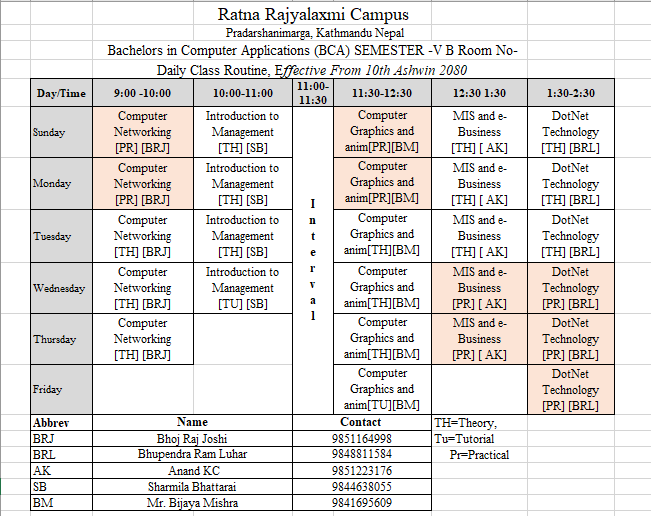 Ratna Rajyalaxmi Campus
Pradarshanimarga, Kathmandu Nepal
Bachelors in Computer Applications (BCA) SEMESTER -V B Room No-
Daily Class Routine, Effective From 10th Ashwin 2080
Day/Time 9:00 -10:00 10:00-11:00 11:00-11:30 11:30-12:30 12:30 1:30 1:30-2:30
Interval
Sunday
Computer Networking [PR] [BRJ]
Introduction to Management [TH] [SB]
Computer Graphics and anim[PR][BM]
MIS and e-Business [TH] [ AK]
DotNet Technology [TH] [BRL]
Monday
Computer Networking [PR] [BRJ]
Introduction to Management [TH] [SB]
Computer Graphics and anim[PR][BM]
MIS and e-Business [TH] [ AK]
DotNet Technology [TH] [BRL]
Tuesday
Computer Networking [TH] [BRJ]
Introduction to Management [TH] [SB]
Computer Graphics and anim[TH][BM]
MIS and e-Business [TH] [ AK]
DotNet Technology [TH] [BRL]
Wednesday
Computer Networking [TH] [BRJ]
Introduction to Management [TU] [SB]
Computer Graphics and anim[TH][BM]
MIS and e-Business [PR] [ AK]
DotNet Technology [PR] [BRL]
Thursday
Computer Networking [TH] [BRJ]
Computer Graphics and anim[TH][BM]
MIS and e-Business [PR] [ AK]
DotNet Technology [PR] [BRL]
Friday
Computer Graphics and anim[TU][BM]
DotNet Technology [PR] [BRL]
Abbrev Name Contact TH=Theory,
BRJ Bhoj Raj Joshi 9851164998 Tu=Tutorial
BRL Bhupendra Ram Luhar 9848811584 Pr=Practical
AK Anand KC 9851223176
SB Sharmila Bhattarai 9844638055
BM Mr. Bijaya Mishra 9841695609